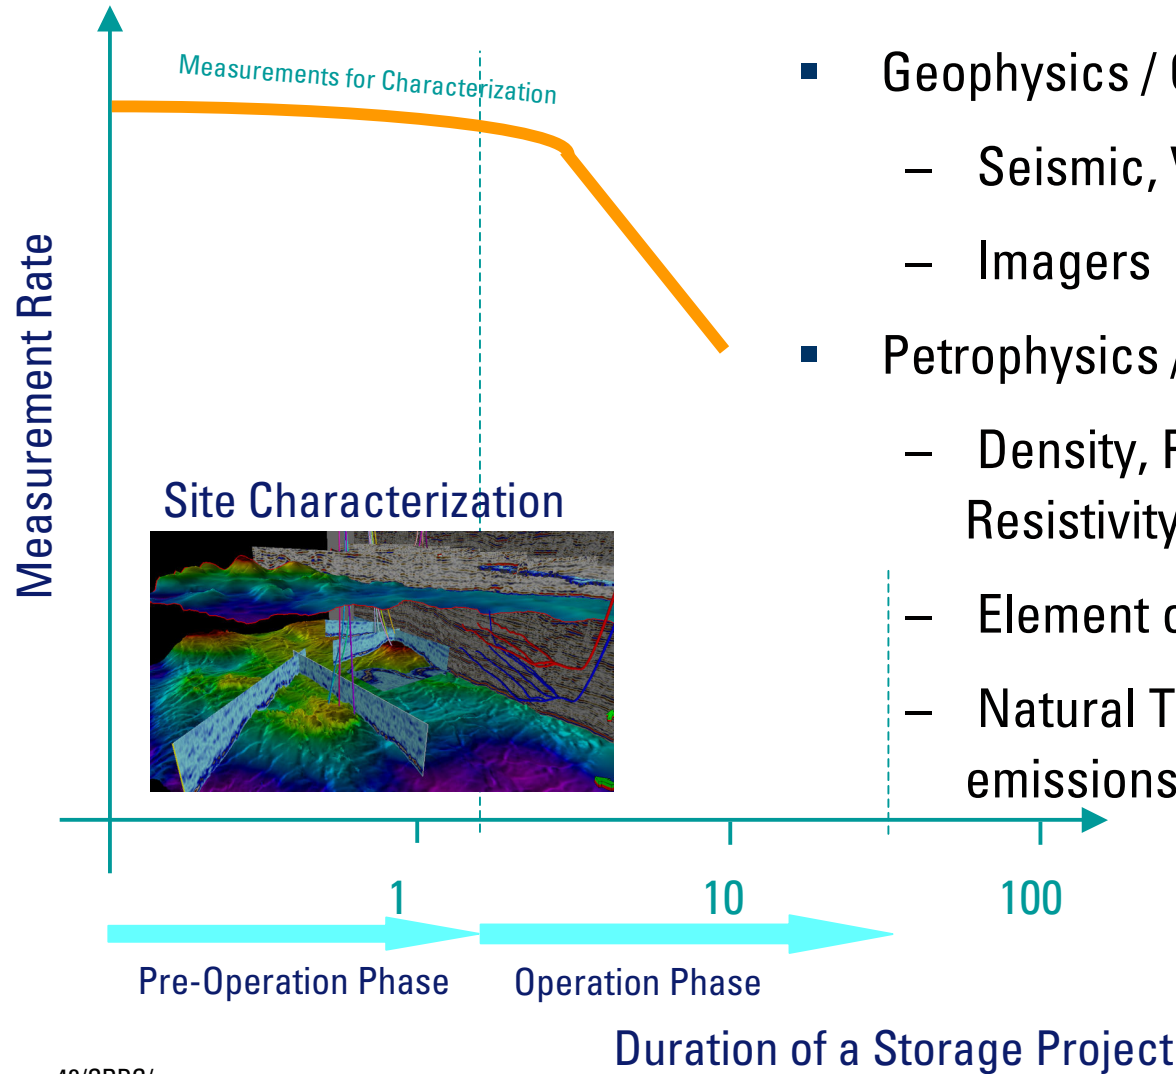 Measurements for Characterization
Measurement Rate
Site Characterization
Geophysics /
– Seismic,
– Imagers
Petrophysics /
– Density,
Resistivity
– Element
– Natural
emissions
1
10
100
Pre-Operation Phase
Operation Phase
Duration of a Storage Project